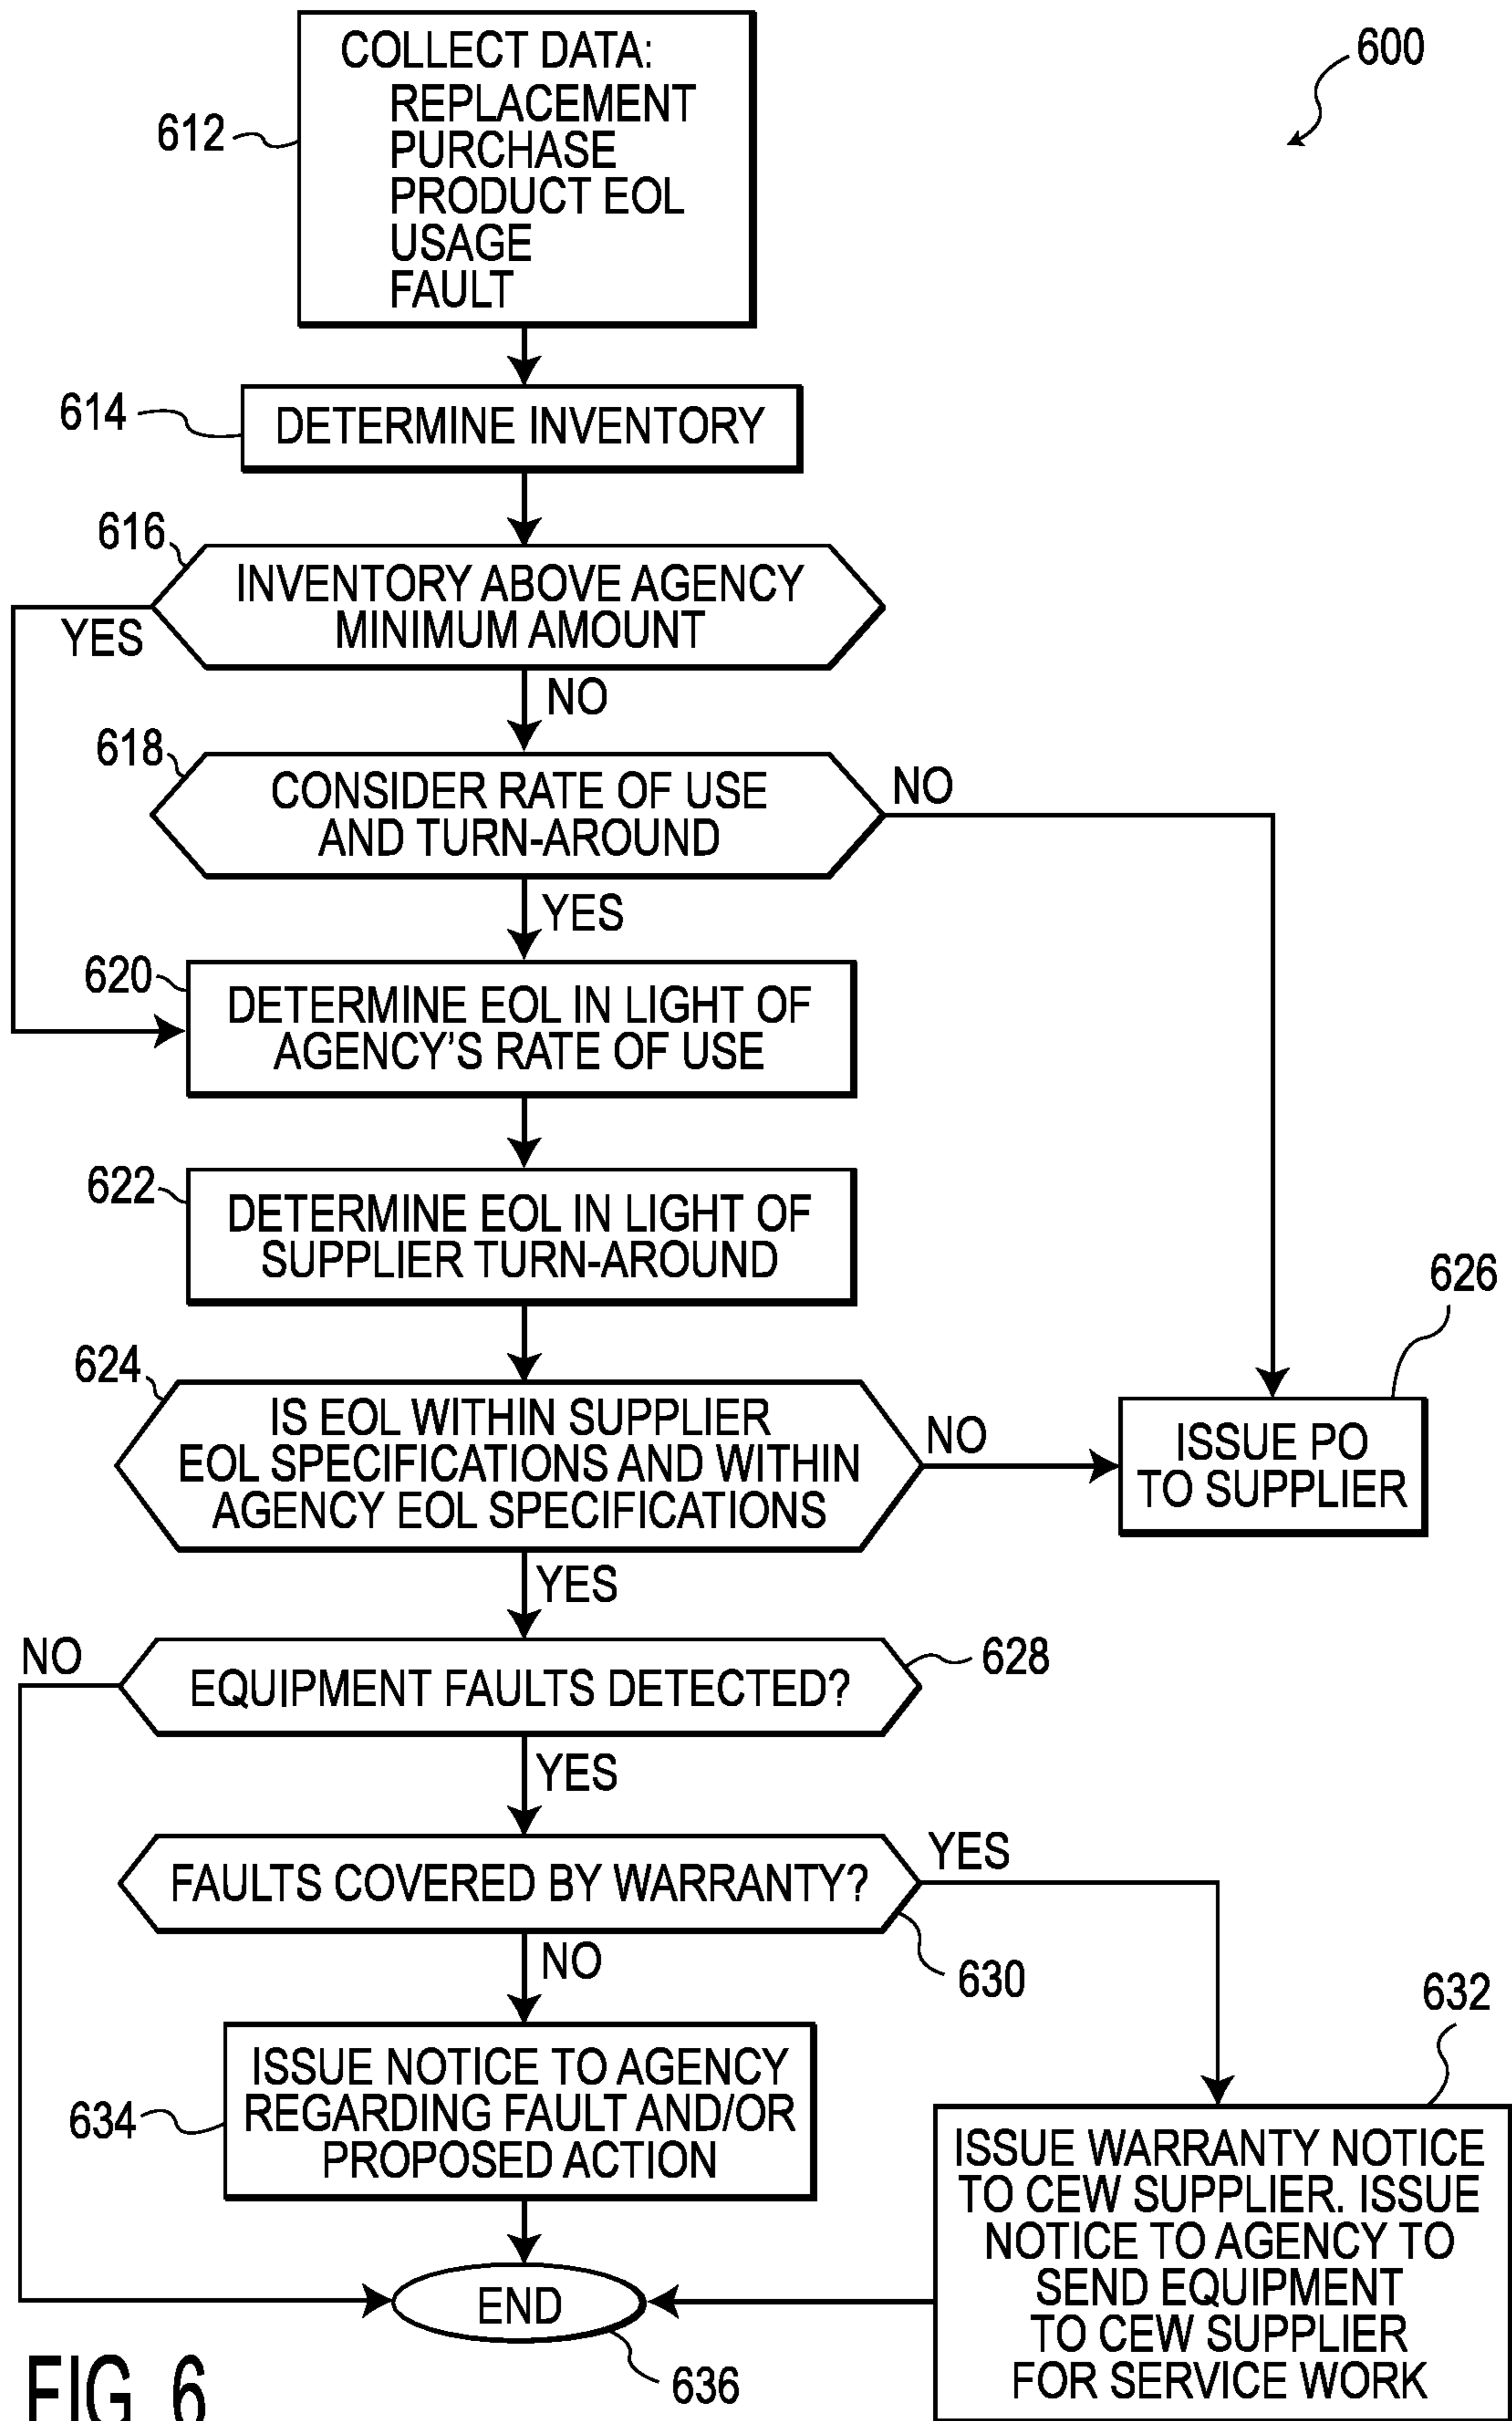 600
COLLECT DATA:
REPLACEMENT
PURCHASE
PRODUCT EOL
USAGE
FAULT
612
614
DETERMINE INVENTORY
616
INVENTORY ABOVE AGENCY
MINIMUM AMOUNT
YES
NO
618
CONSIDER RATE OF USE
AND TURN-AROUND
NO
YES
620
DETERMINE EOL IN LIGHT OF
AGENCY'S RATE OF USE
622
DETERMINE EOL IN LIGHT OF
SUPPLIER TURN-AROUND
624
IS EOL WITHIN SUPPLIER
EOL SPECIFICATIONS AND WITHIN
AGENCY EOL SPECIFICATIONS
NO
626
ISSUE PO
TO SUPPLIER
YES
NO
EQUIPMENT FAULTS DETECTED?
628
YES
FAULTS COVERED BY WARRANTY?
YES
630
NO
632
634
ISSUE NOTICE TO AGENCY
REGARDING FAULT AND/OR
PROPOSED ACTION
ISSUE WARRANTY NOTICE
TO CEW SUPPLIER. ISSUE
NOTICE TO AGENCY TO
SEND EQUIPMENT
TO CEW SUPPLIER
FOR SERVICE WORK
END
636
FIG. 6